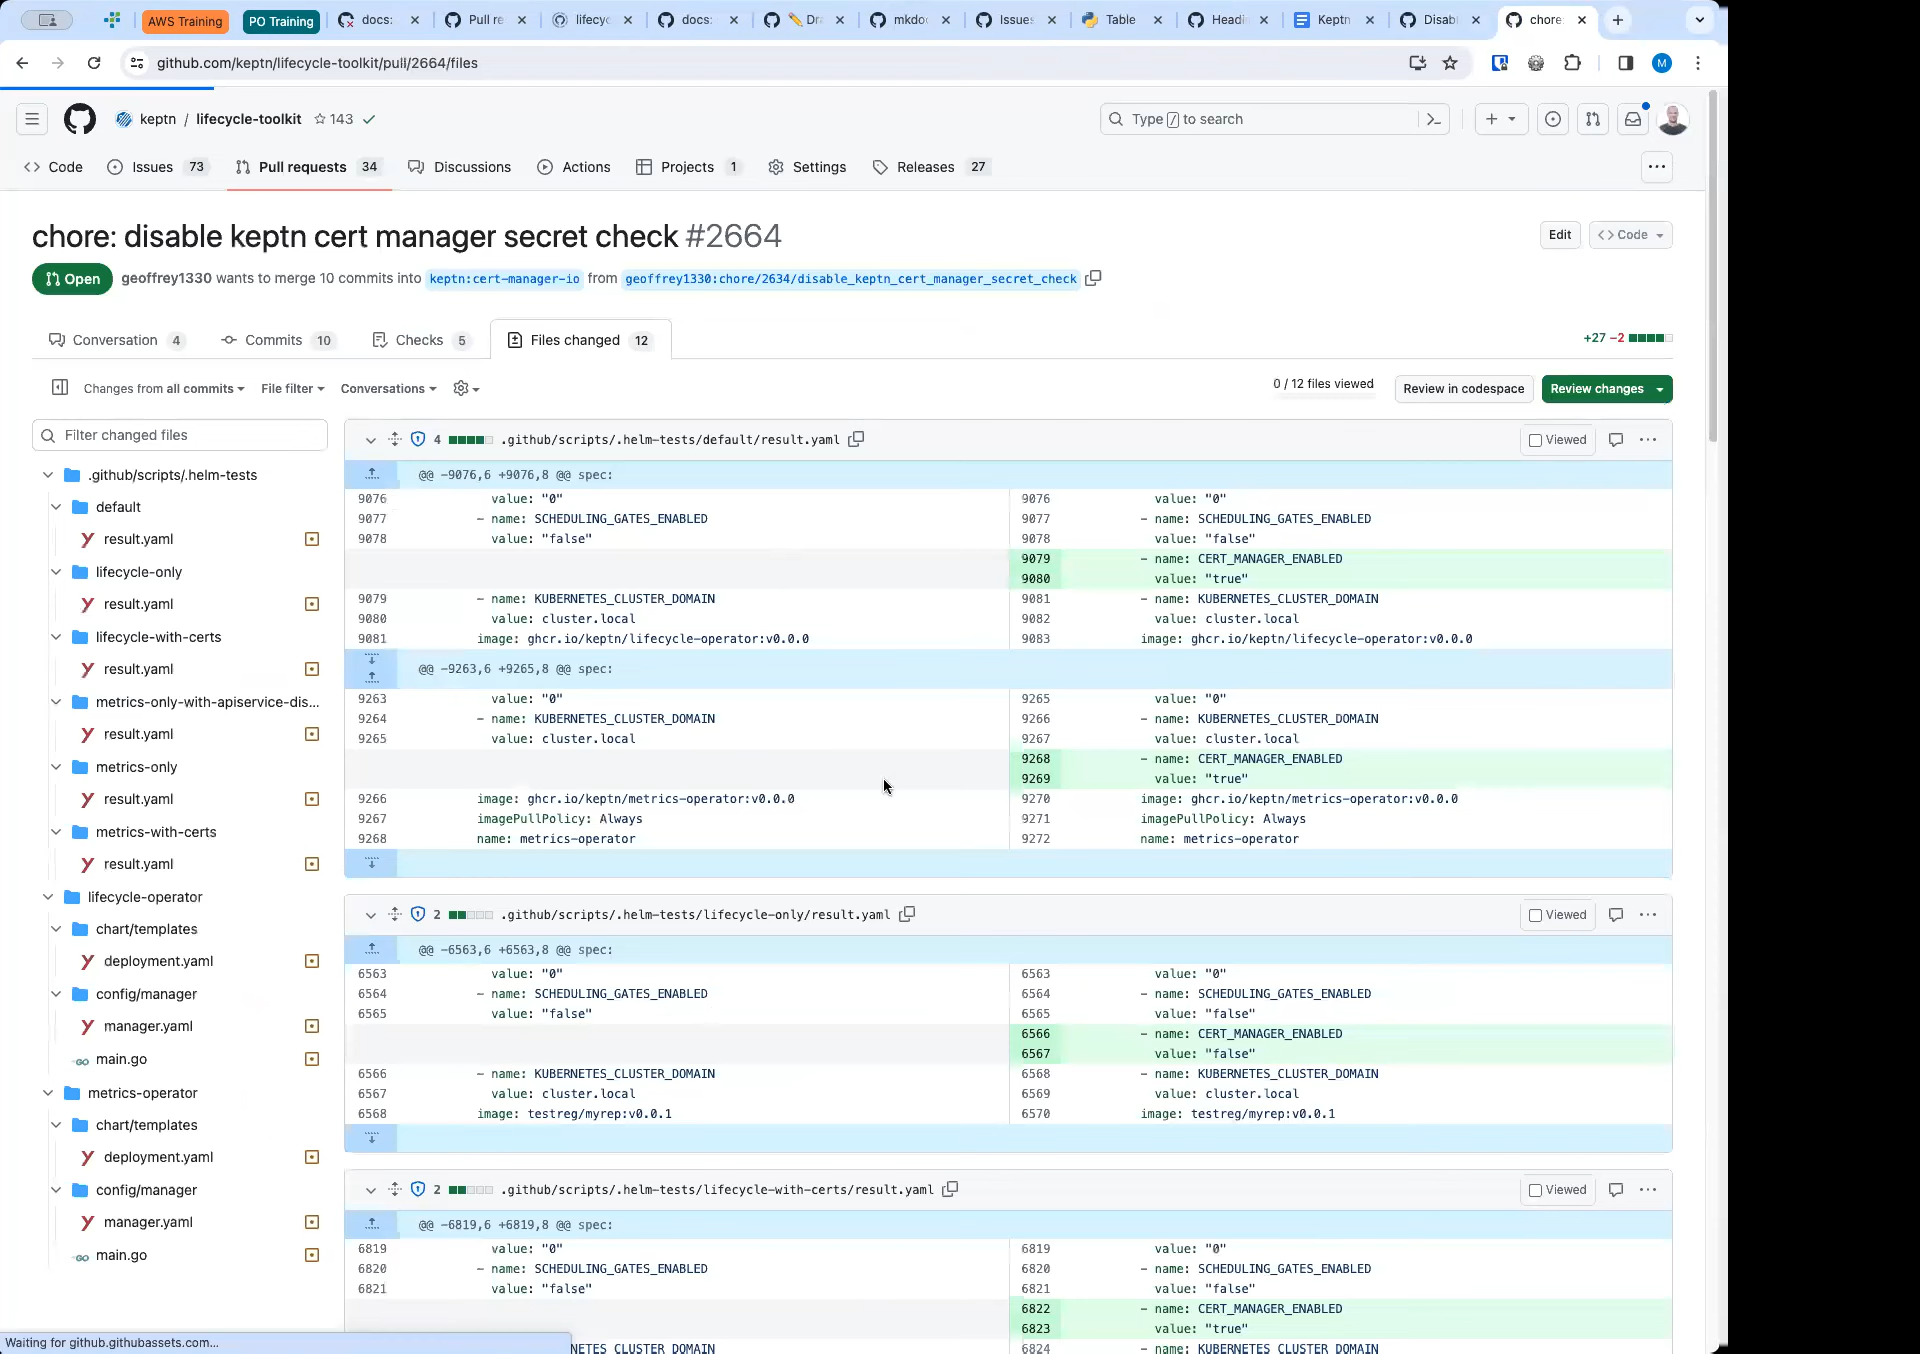 AWS Training
PO Training
docs:
Pull re
lifecyc
docs:
Dr
mkdo
Issues
Table
Headi
Keptn
Disab
chore
github.com/keptn/lifecycle-toolkit/pull/2664/files
keptn / lifecycle-toolkit 143
Type / to search
Code
Issues 73
Pull requests 34
Discussions
Actions
Projects 1
Settings
Releases 27
chore: disable keptn cert manager secret check #2664
Edit
Code
Open
geoffrey1330 wants to merge 10 commits into keptn:cert-manager-io from geoffrey1330:chore/2634/disable_keptn_cert_manager_secret_check
Conversation 4
Commits 10
Checks 5
Files changed 12
+27 −2
Changes from all commits
File filter
Conversations
0 / 12 files viewed
Review in codespace
Review changes
Filter changed files
.github/scripts/.helm-tests
default
result.yaml
lifecycle-only
result.yaml
lifecycle-with-certs
result.yaml
metrics-only-with-apiservice-dis...
result.yaml
metrics-only
result.yaml
metrics-with-certs
result.yaml
lifecycle-operator
chart/templates
deployment.yaml
config/manager
manager.yaml
main.go
metrics-operator
chart/templates
deployment.yaml
config/manager
manager.yaml
main.go
4 .github/scripts/.helm-tests/default/result.yaml
Viewed
@@ -9076,6 +9076,8 @@ spec:
9076 value: "0" 9076 value: "0"
9077 - name: SCHEDULING_GATES_ENABLED 9077 - name: SCHEDULING_GATES_ENABLED
9078 value: "false" 9078 value: "false"
9079 - name: CERT_MANAGER_ENABLED
9080 value: "true"
9079 - name: KUBERNETES_CLUSTER_DOMAIN 9081 - name: KUBERNETES_CLUSTER_DOMAIN
9080 value: cluster.local 9082 value: cluster.local
9081 image: ghcr.io/keptn/lifecycle-operator:v0.0.0 9083 image: ghcr.io/keptn/lifecycle-operator:v0.0.0
@@ -9263,6 +9265,8 @@ spec:
9263 value: "0" 9265 value: "0"
9264 - name: KUBERNETES_CLUSTER_DOMAIN 9266 - name: KUBERNETES_CLUSTER_DOMAIN
9265 value: cluster.local 9267 value: cluster.local
9268 - name: CERT_MANAGER_ENABLED
9269 value: "true"
9266 image: ghcr.io/keptn/metrics-operator:v0.0.0 9270 image: ghcr.io/keptn/metrics-operator:v0.0.0
9267 imagePullPolicy: Always 9271 imagePullPolicy: Always
9268 name: metrics-operator 9272 name: metrics-operator
2 .github/scripts/.helm-tests/lifecycle-only/result.yaml
Viewed
@@ -6563,6 +6563,8 @@ spec:
6563 value: "0" 6563 value: "0"
6564 - name: SCHEDULING_GATES_ENABLED 6564 - name: SCHEDULING_GATES_ENABLED
6565 value: "false" 6565 value: "false"
6566 - name: CERT_MANAGER_ENABLED
6567 value: "false"
6566 - name: KUBERNETES_CLUSTER_DOMAIN 6568 - name: KUBERNETES_CLUSTER_DOMAIN
6567 value: cluster.local 6569 value: cluster.local
6568 image: testreg/myrep:v0.0.1 6570 image: testreg/myrep:v0.0.1
2 .github/scripts/.helm-tests/lifecycle-with-certs/result.yaml
Viewed
@@ -6819,6 +6819,8 @@ spec:
6819 value: "0" 6819 value: "0"
6820 - name: SCHEDULING_GATES_ENABLED 6820 - name: SCHEDULING_GATES_ENABLED
6821 value: "false" 6821 value: "false"
6822 - name: CERT_MANAGER_ENABLED
6823 value: "true"
NETES_CLUSTER_DOMAIN 6824 - name: KUBERNETES_CLUSTER_DOMAIN
Waiting for github.githubassets.com...